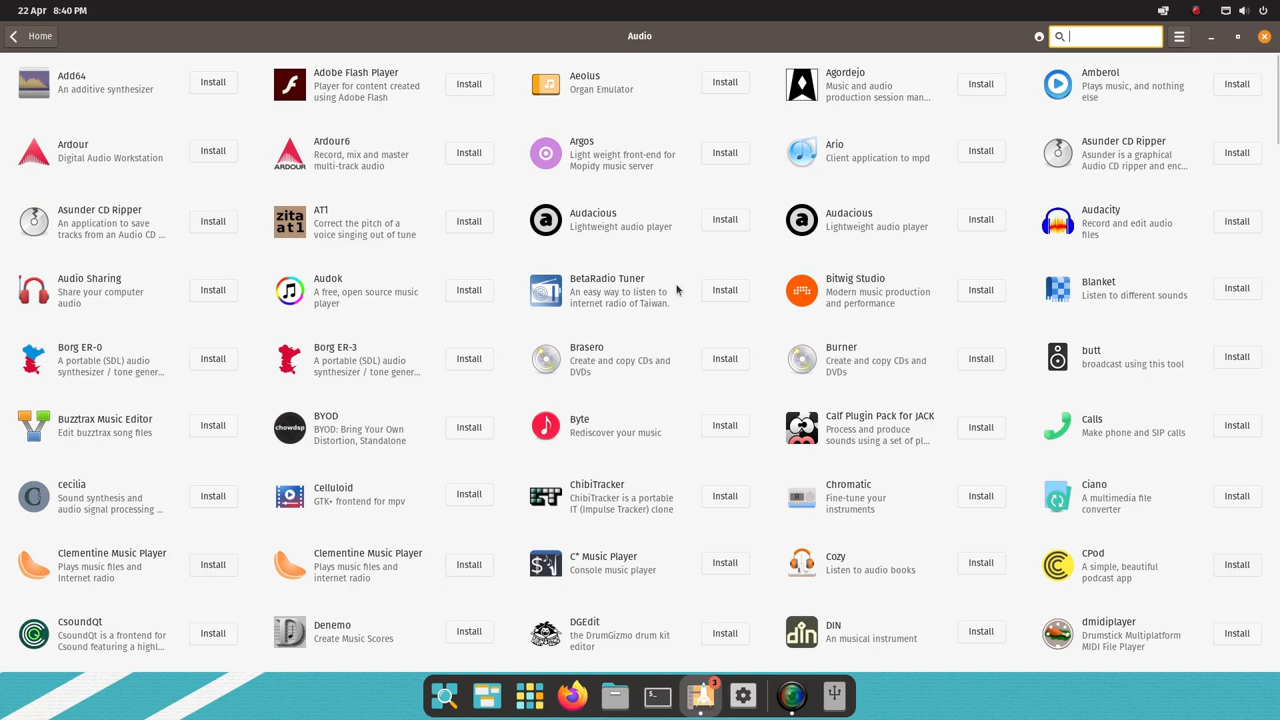 22 Apr 8:40 PM
Home
Audio
Add64
An additive synthesizer
Install
Adobe Flash Player
Player for content created
using Adobe Flash
Install
Aeolus
Organ Emulator
Install
Agordejo
Music and audio
production session man...
Install
Amberol
Plays music, and nothing
else
Install
Ardour
Digital Audio Workstation
Install
ARDOUR
Ardour6
Record, mix and master
multi-track audio
Install
Argos
Light weight front-end for
Mopidy music server
Install
Ario
Client application to mpd
Install
Asunder CD Ripper
Asunder is a graphical
Audio CD ripper and enc...
Install
Asunder CD Ripper
An application to save
tracks from an Audio CD ...
Install
zita
at1
AT1
Correct the pitch of a
voice singing out of tune
Install
a
Audacious
Lightweight audio player
Install
a
Audacious
Lightweight audio player
Install
Audacity
Record and edit audio
files
Install
Audio Sharing
Share your computer
audio
Install
Audok
A free, open source music
player
Install
BetaRadio Tuner
An easy way to listen to
internet radio of Taiwan.
Install
Bitwig Studio
Modern music production
and performance
Install
Blanket
Listen to different sounds
Install
Borg ER-0
A portable (SDL) audio
synthesizer / tone gener...
Install
Borg ER-3
A portable (SDL) audio
synthesizer / tone gener...
Install
Brasero
Create and copy CDs and
DVDs
Install
Burner
Create and copy CDs and
DVDs
Install
butt
broadcast using this tool
Install
Buzztrax Music Editor
Edit buzztrax song files
Install
chowdsp
BYOD
BYOD: Bring Your Own
Distortion, Standalone
Install
Byte
Rediscover your music
Install
Calf Plugin Pack for JACK
Process and produce
sounds using a set of pl...
Install
Calls
Make phone and SIP calls
Install
C
cecilia
Sound synthesis and
audio signal processing ...
Install
Celluloid
GTK+ frontend for mpv
Install
ChibiTracker
ChibiTracker is a portable
IT (Impulse Tracker) clone
Install
Chromatic
Fine-tune your
instruments
Install
Ciano
A multimedia file
converter
Install
Clementine Music Player
Plays music files and
Internet radio
Install
Clementine Music Player
Plays music files and
internet radio
Install
C* Music Player
Console music player
Install
Cozy
Listen to audio books
Install
CPod
A simple, beautiful
podcast app
Install
CsoundQt
CsoundQt is a frontend for
Csound featuring a highl...
Install
D
Denemo
Create Music Scores
Install
DGEdit
the DrumGizmo drum kit
editor
Install
din
DIN
An musical instrument
Install
dmidiplayer
Drumstick Multiplatform
MIDI File Player
Install
3